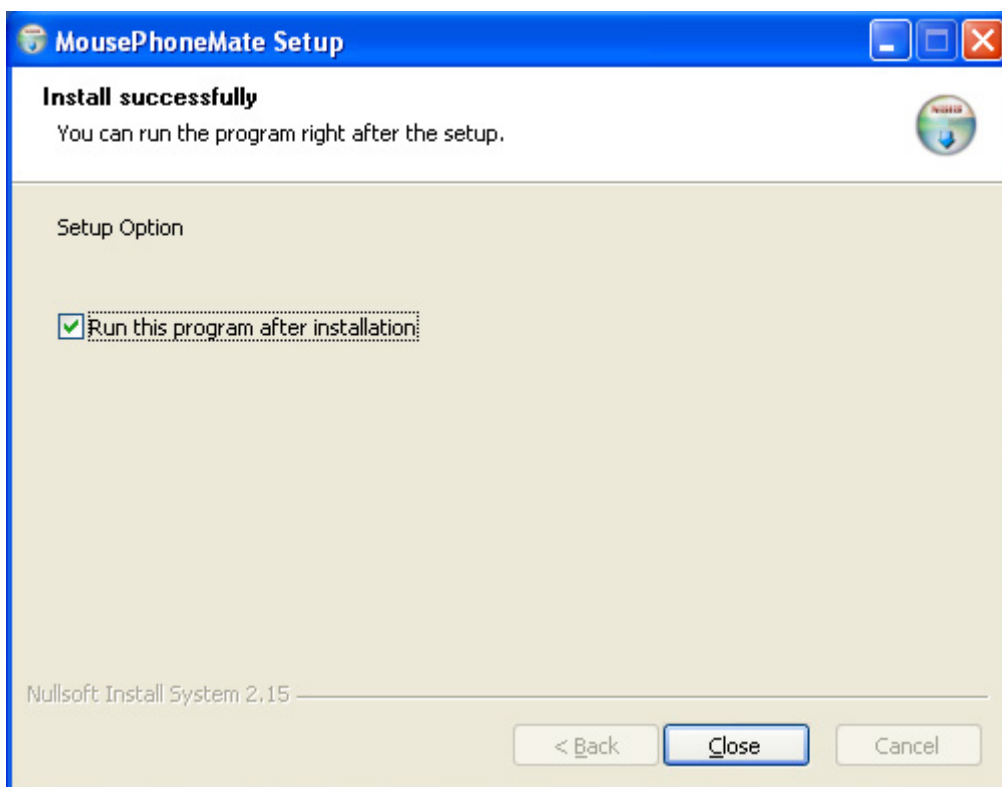 MousePhoneMate Setup
Install successfully
You can run the program right after the setup.
Setup Option
Run this program after installation
Nullsoft Install System 2.15
< Back
Close
Cancel